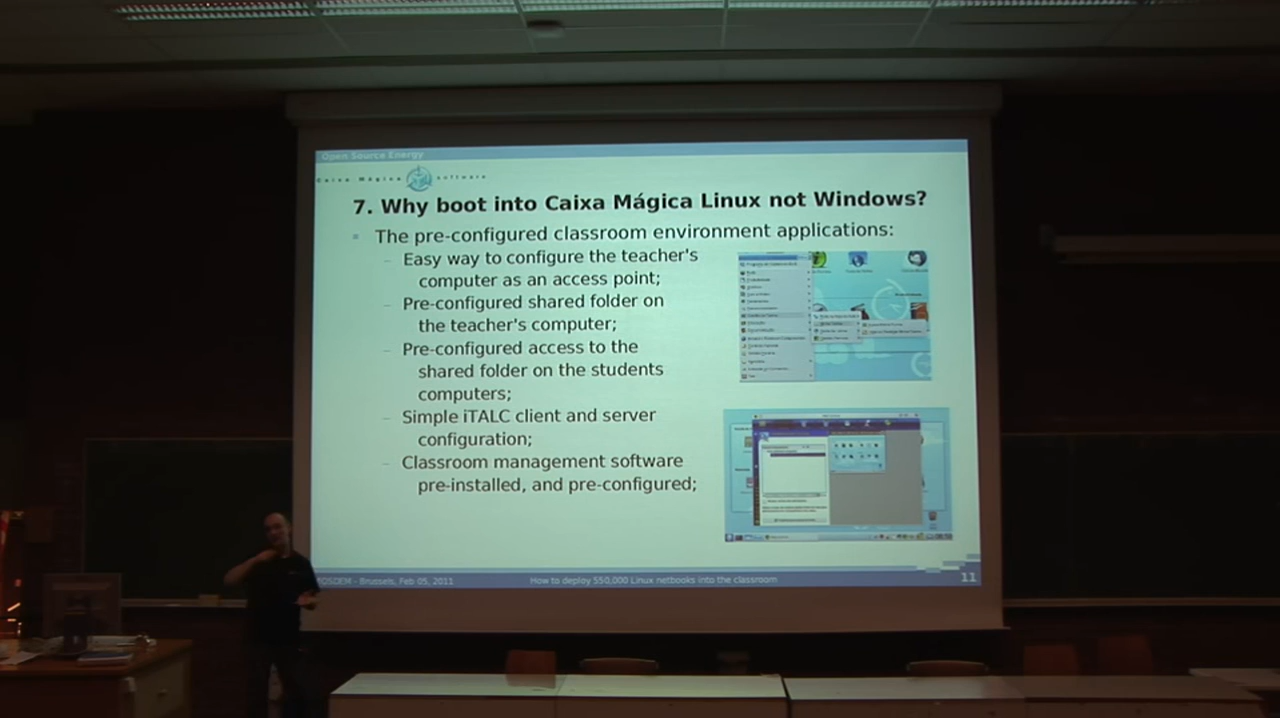 Open Source Energy
Caixa Mágica software
7. Why boot into Caixa Mágica Linux not Windows?
The pre-configured classroom environment applications:
– Easy way to configure the teacher's
computer as an access point;
– Pre-configured shared folder on
the teacher's computer;
– Pre-configured access to the
shared folder on the students
computers;
– Simple iTALC client and server
configuration;
– Classroom management software
pre-installed, and pre-configured;
FOSDEM - Brussels, Feb 05, 2011
How to deploy 550,000 Linux netbooks into the classroom
11